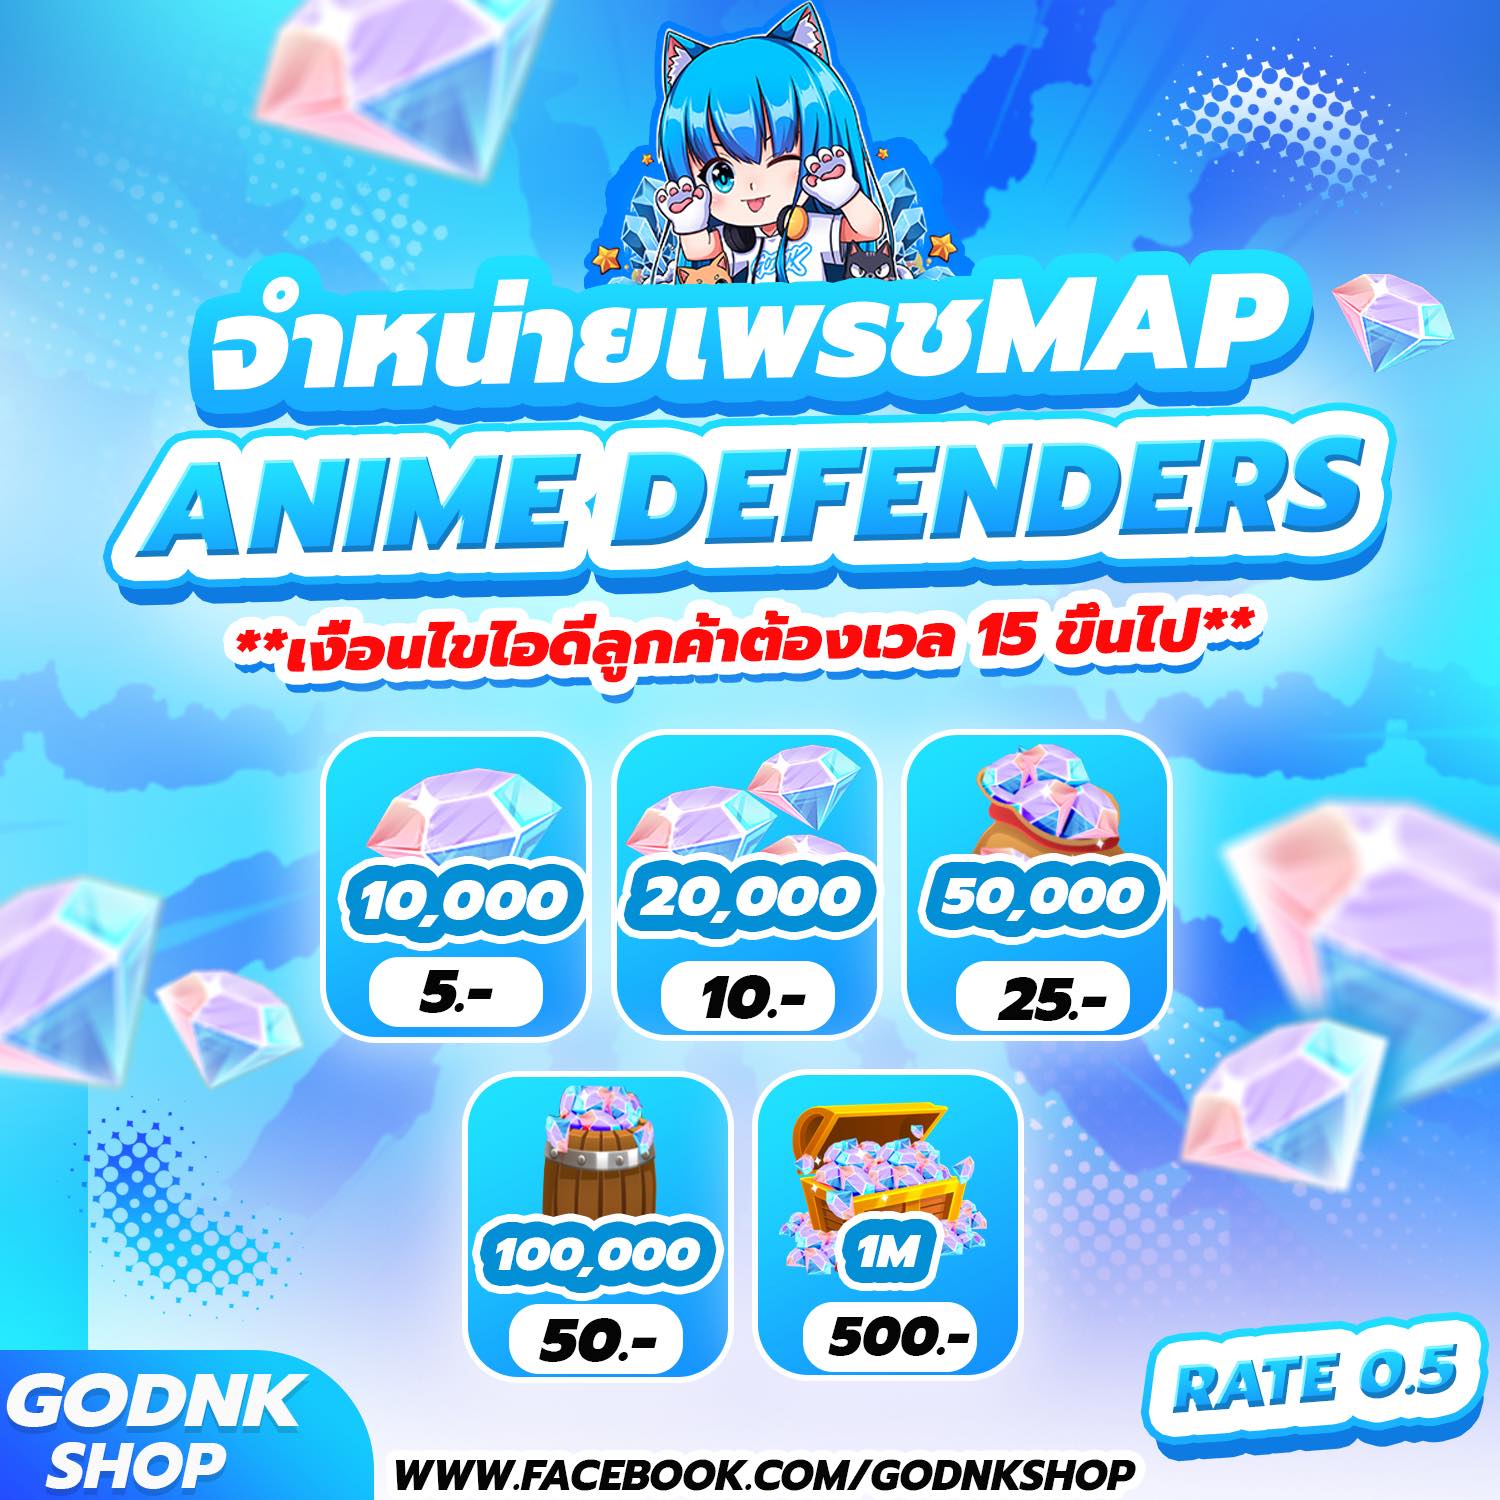 จำหน่ายเพรชMAP
ANIME DEFENDERS
**เงือนไขไอดีลูกค้าต้องเวล 15 ขึ้นไป**
10,000
5.-
20,000
10.-
50,000
25.-
100,000
50.-
1M
500.-
RATE 0.5
GODNK
SHOP
WWW.FACEBOOK.COM/GODNKSHOP